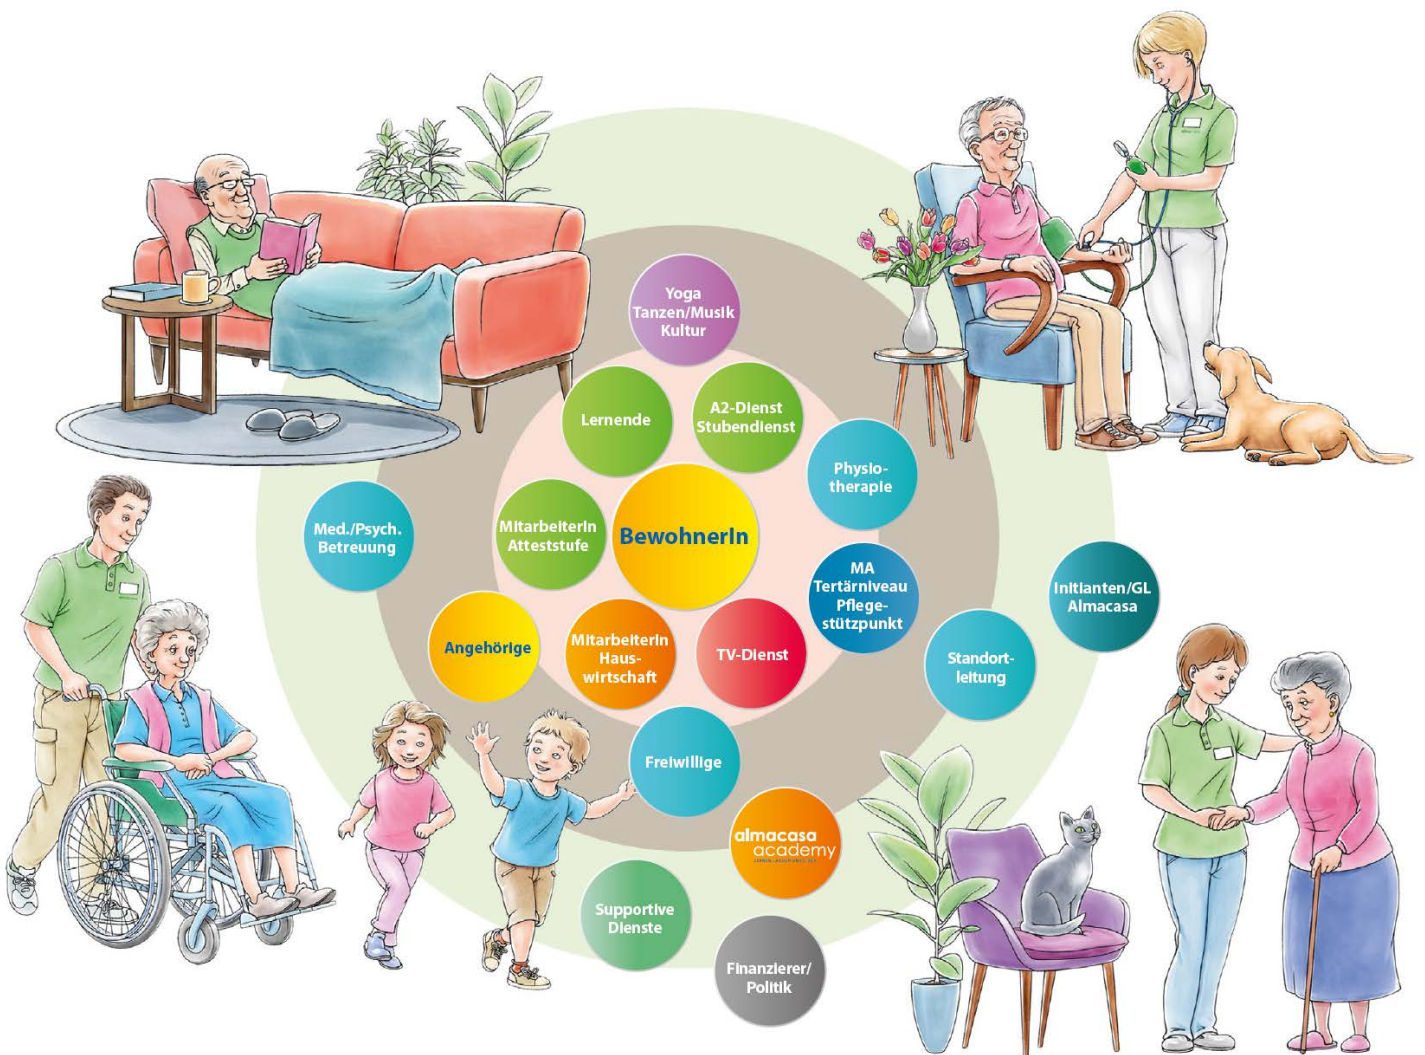 Yoga
Tanzen/Musik
Kultur
Lernende
A2-Dienst
Stubendienst
Physio-
therapie
Med./Psych.
Betreuung
MitarbeiterIn
Atteststufe
BewohnerIn
MA
Tertärniveau
Pflege-
stützpunkt
Initianten/GL
Almacasa
Angehörige
MitarbeiterIn
Haus-
wirtschaft
TV-Dienst
Standort-
leitung
Freiwillige
almacasa
academy
Supportive
Dienste
Finanzierer/
Politik